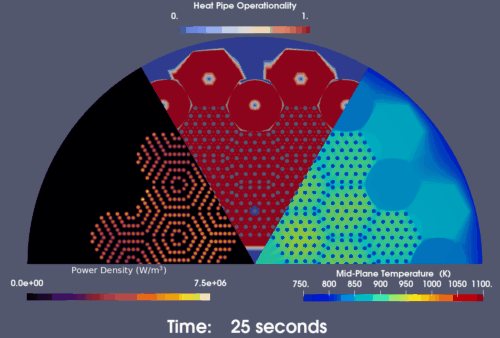 Heat Pipe Operationality
0. 1.
Power Density (W/m³)
0.0e+00 7.5e+06
Mid-Plane Temperature (K)
750. 800 850 900 950 1000 1050 1100.
Time: 25 seconds